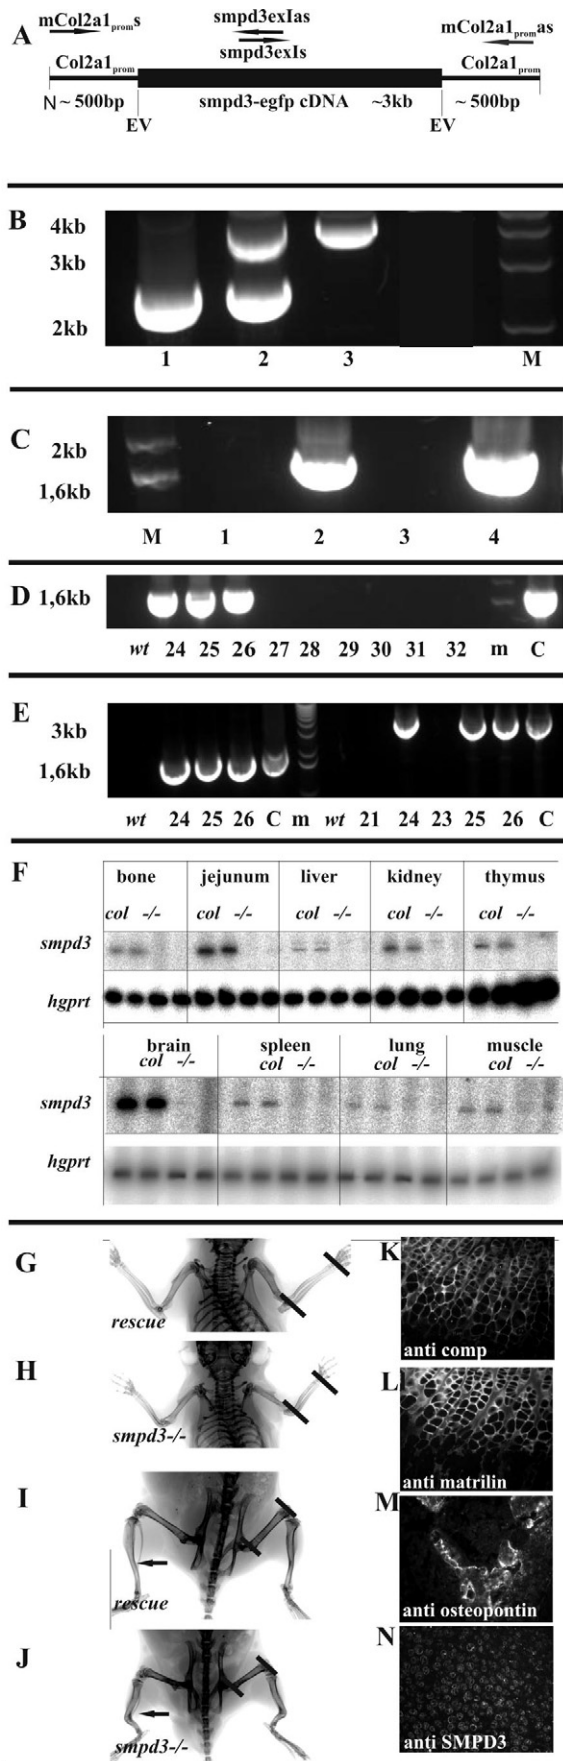 A
mCol2a1prom s
smpd3exIas
smpd3exIs
mCol2a1prom as
Col2a1prom
Col2a1prom
N ~ 500bp
smpd3-egfp cDNA ~3kb
~ 500bp
EV
EV
B
4kb
3kb
2kb
1 2 3 M
C
2kb
1,6kb
M 1 2 3 4
D
1,6kb
wt 24 25 26 27 28 29 30 31 32 m C
E
3kb
1,6kb
wt 24 25 26 C m wt 21 24 23 25 26 C
F
bone jejunum liver kidney thymus
col -/- col -/- col -/- col -/- col -/-
smpd3
hgprt
brain spleen lung muscle
col -/- col -/- col -/- col -/-
smpd3
hgprt
G
rescue
H
smpd3-/-
I
rescue
J
smpd3-/-
K
anti comp
L
anti matrilin
M
anti osteopontin
N
anti SMPD3